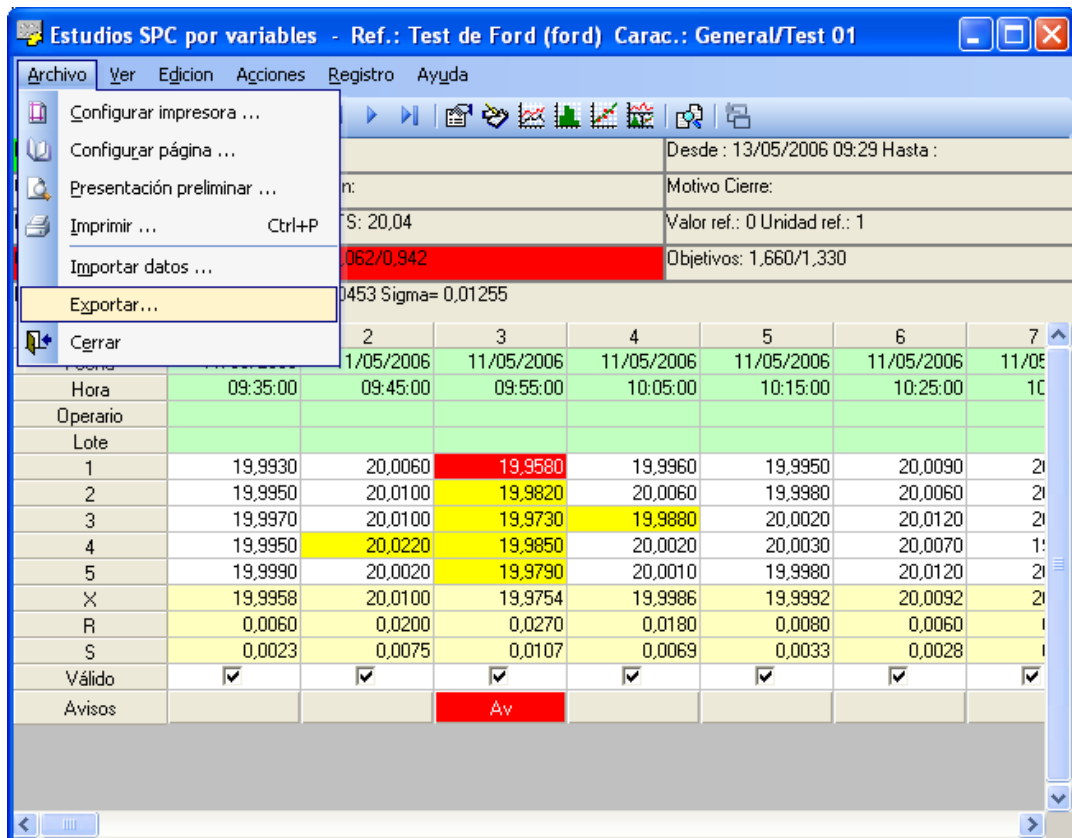 Estudios SPC por variables - Ref.: Test de Ford (ford) Carac.: General/Test 01
Archivo Ver Edicion Acciones Registro Ayuda
Configurar impresora ...
Configurar página ...
Presentación preliminar ...
Imprimir ... Ctrl+P
Importar datos ...
Exportar...
Cerrar
Desde : 13/05/2006 09:29 Hasta :
n: Motivo Cierre:
S: 20,04 Valor ref.: 0 Unidad ref.: 1
,062/0,942 Objetivos: 1,660/1,330
0453 Sigma= 0,01255
2 3 4 5 6 7
11/05/2006 11/05/2006 11/05/2006 11/05/2006 11/05/2006 11/05
Hora 09:35:00 09:45:00 09:55:00 10:05:00 10:15:00 10:25:00 10
Operario
Lote
1 19,9930 20,0060 19,9580 19,9960 19,9950 20,0090 2
2 19,9950 20,0100 19,9820 20,0060 19,9980 20,0060 2
3 19,9970 20,0100 19,9730 19,9880 20,0020 20,0120 2
4 19,9950 20,0220 19,9850 20,0020 20,0030 20,0070 1
5 19,9990 20,0020 19,9790 20,0010 19,9980 20,0120 2
X 19,9958 20,0100 19,9754 19,9986 19,9992 20,0092 2
R 0,0060 0,0200 0,0270 0,0180 0,0080 0,0060
S 0,0023 0,0075 0,0107 0,0069 0,0033 0,0028
Válido
Avisos Av